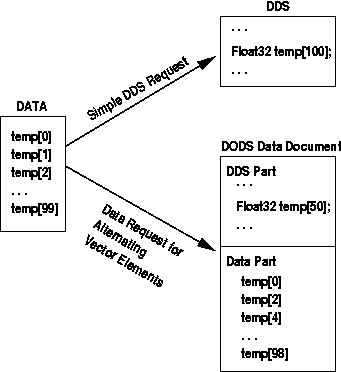 DDS
. . .
Float32 temp[100];
. . .
Simple DDS Request
DATA
temp[0]
temp[1]
temp[2]
. . .
temp[99]
Data Request for
Alternating
Vector Elements
DODS Data Document
DDS Part
. . .
Float32 temp[50];
. . .
Data Part
temp[0]
temp[2]
temp[4]
. . .
temp[98]